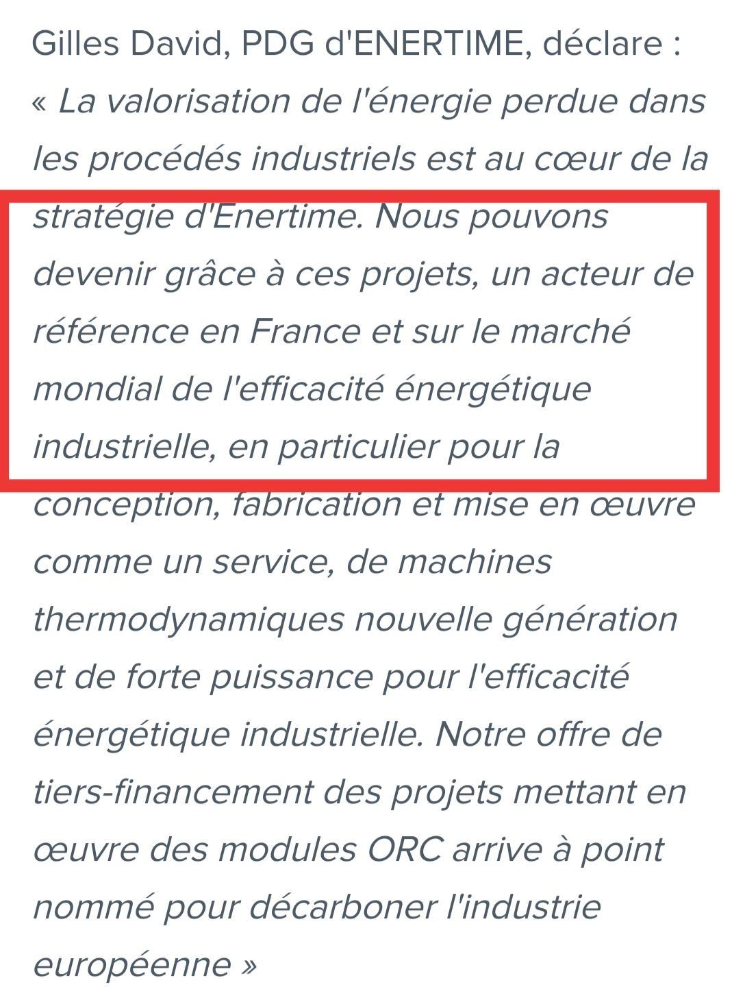 Gilles David, PDG d'ENERTIME, déclare :
« La valorisation de l'énergie perdue dans
les procédés industriels est au cœur de la
stratégie d'Enertime. Nous pouvons
devenir grâce à ces projets, un acteur de
référence en France et sur le marché
mondial de l'efficacité énergétique
industrielle, en particulier pour la
conception, fabrication et mise en œuvre
comme un service, de machines
thermodynamiques nouvelle génération
et de forte puissance pour l'efficacité
énergétique industrielle. Notre offre de
tiers-financement des projets mettant en
œuvre des modules ORC arrive à point
nommé pour décarboner l'industrie
européenne »